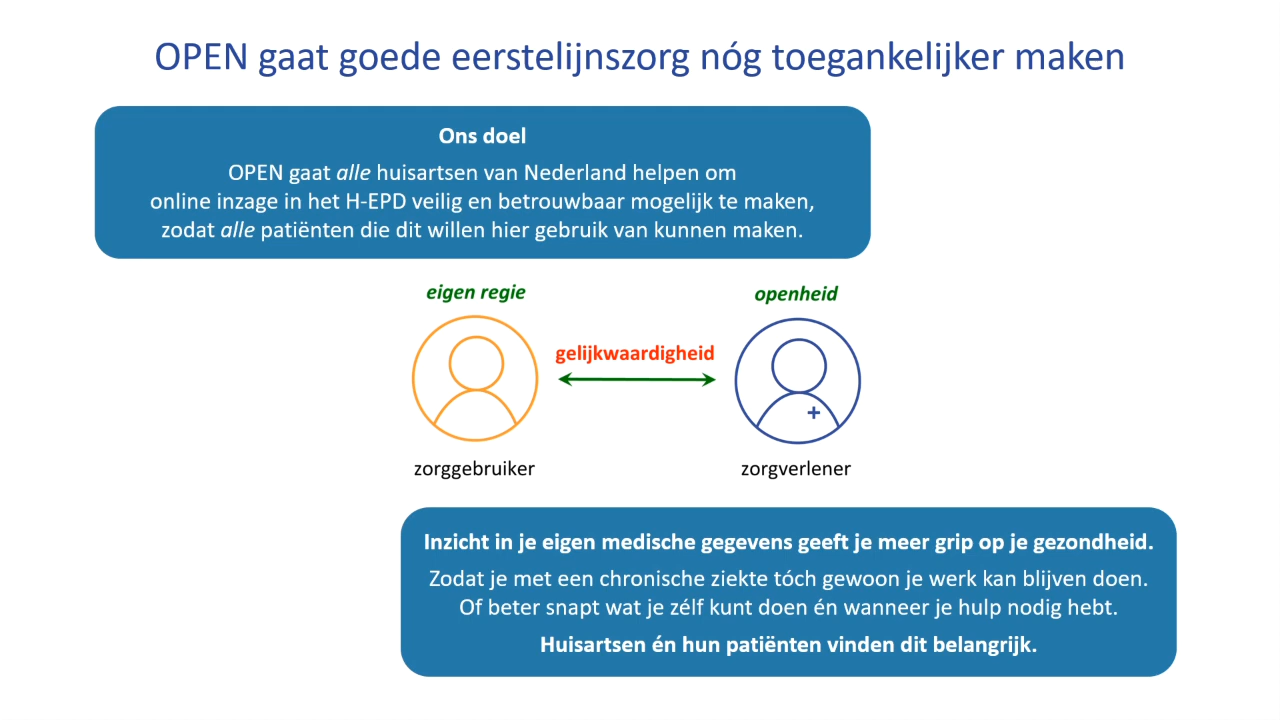 OPEN gaat goede eerstelijnszorg nóg toegankelijker maken
Ons doel
OPEN gaat alle huisartsen van Nederland helpen om
online inzage in het H-EPD veilig en betrouwbaar mogelijk te maken,
zodat alle patiënten die dit willen hier gebruik van kunnen maken.
eigen regie
openheid
gelijkwaardigheid
+
zorggebruiker
zorgverlener
Inzicht in je eigen medische gegevens geeft je meer grip op je gezondheid.
Zodat je met een chronische ziekte tóch gewoon je werk kan blijven doen.
Of beter snapt wat je zélf kunt doen én wanneer je hulp nodig hebt.
Huisartsen én hun patiënten vinden dit belangrijk.